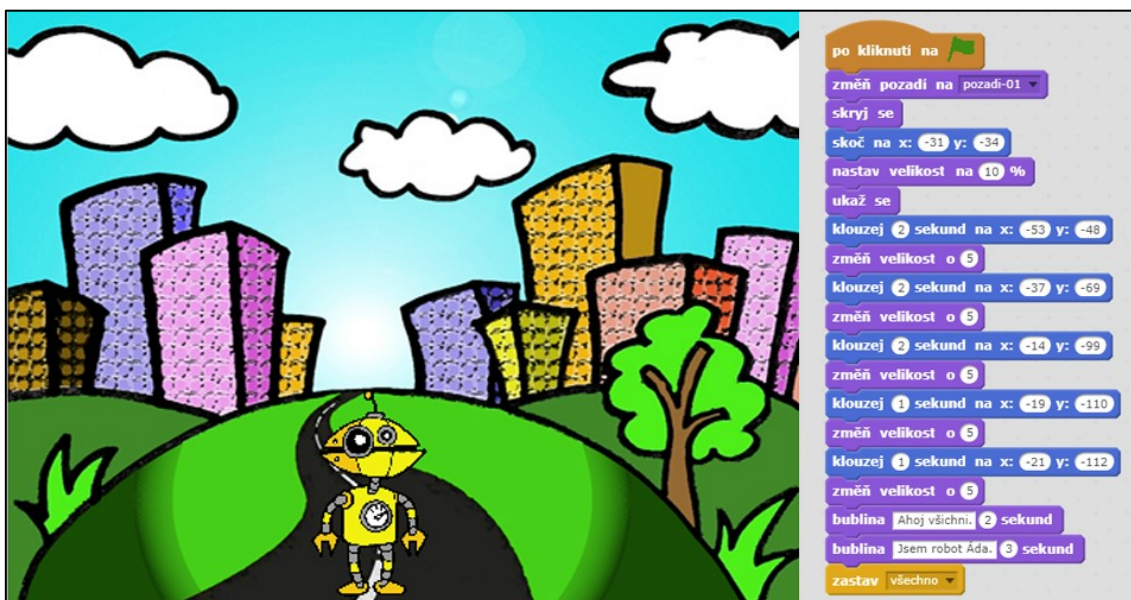 po kliknutí na
změň pozadí na pozadi-01
skryj se
skoč na x: -31 y: -34
nastav velikost na 10 %
ukaž se
klouzej 2 sekund na x: -53 y: -48
změň velikost o 5
klouzej 2 sekund na x: -37 y: -69
změň velikost o 5
klouzej 2 sekund na x: -14 y: -99
změň velikost o 5
klouzej 1 sekund na x: -19 y: -110
změň velikost o 5
klouzej 1 sekund na x: -21 y: -112
změň velikost o 5
bublina Ahoj všichni. 2 sekund
bublina Jsem robot Áda. 3 sekund
zastav všechno